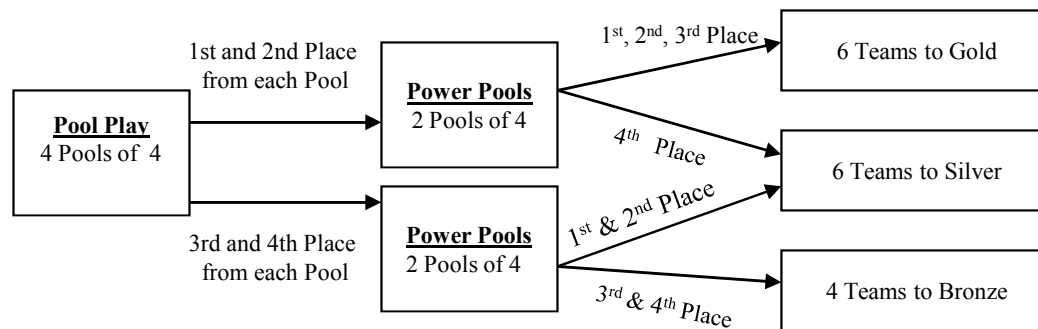 Pool Play
4 Pools of 4
1st and 2nd Place
from each Pool
3rd and 4th Place
from each Pool
Power Pools
2 Pools of 4
Power Pools
2 Pools of 4
1st, 2nd, 3rd Place
4th Place
1st & 2nd Place
3rd & 4th Place
6 Teams to Gold
6 Teams to Silver
4 Teams to Bronze